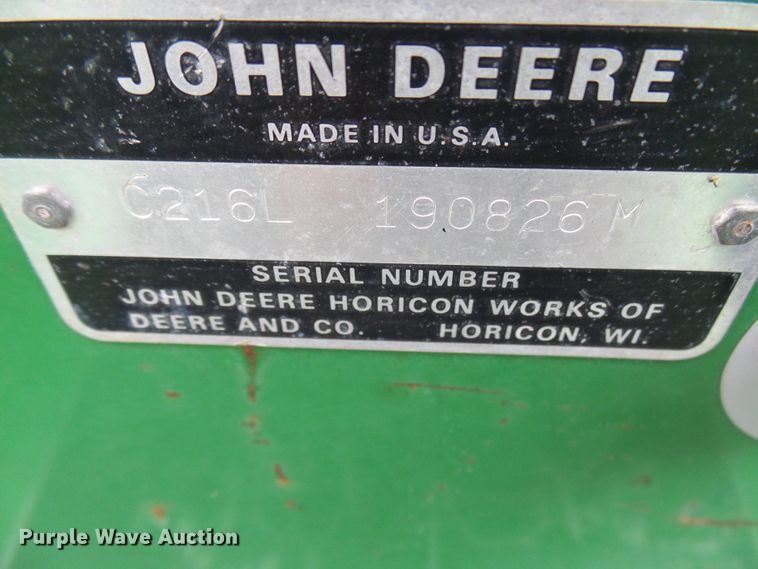 JOHN DEERE
MADE IN U.S.A.
C216L 190826 M
SERIAL NUMBER
JOHN DEERE HORICON WORKS OF
DEERE AND CO. HORICON, WI.
Purple Wave Auction